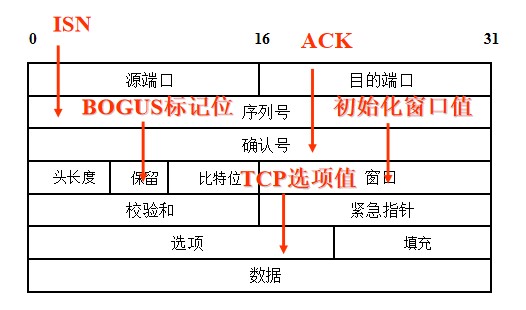 ISN
0 16 ACK 31
源端口 目的端口
BOGUS标记位 序列号 初始化窗口值
确认号
头长度 保留 比特位 TCP选项值 窗口
校验和 紧急指针
选项 填充
数据